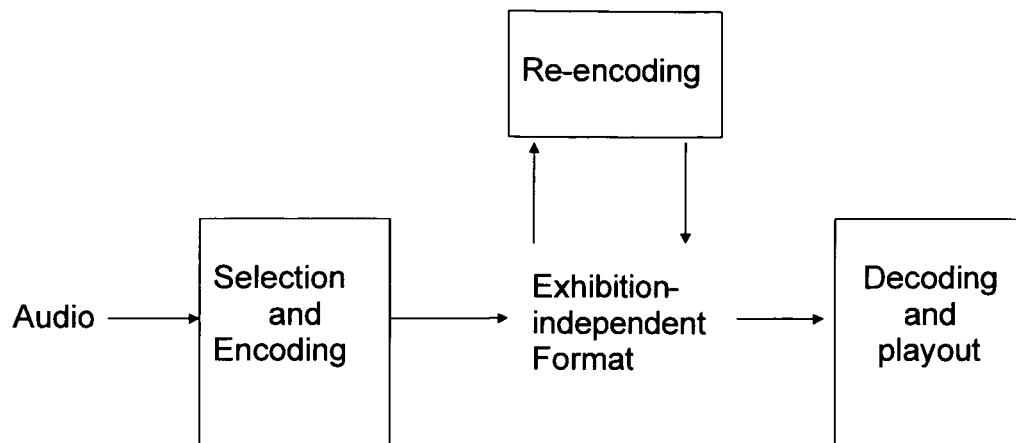 Re-encoding
Audio
Selection
and
Encoding
Exhibition-
independent
Format
Decoding
and
playout